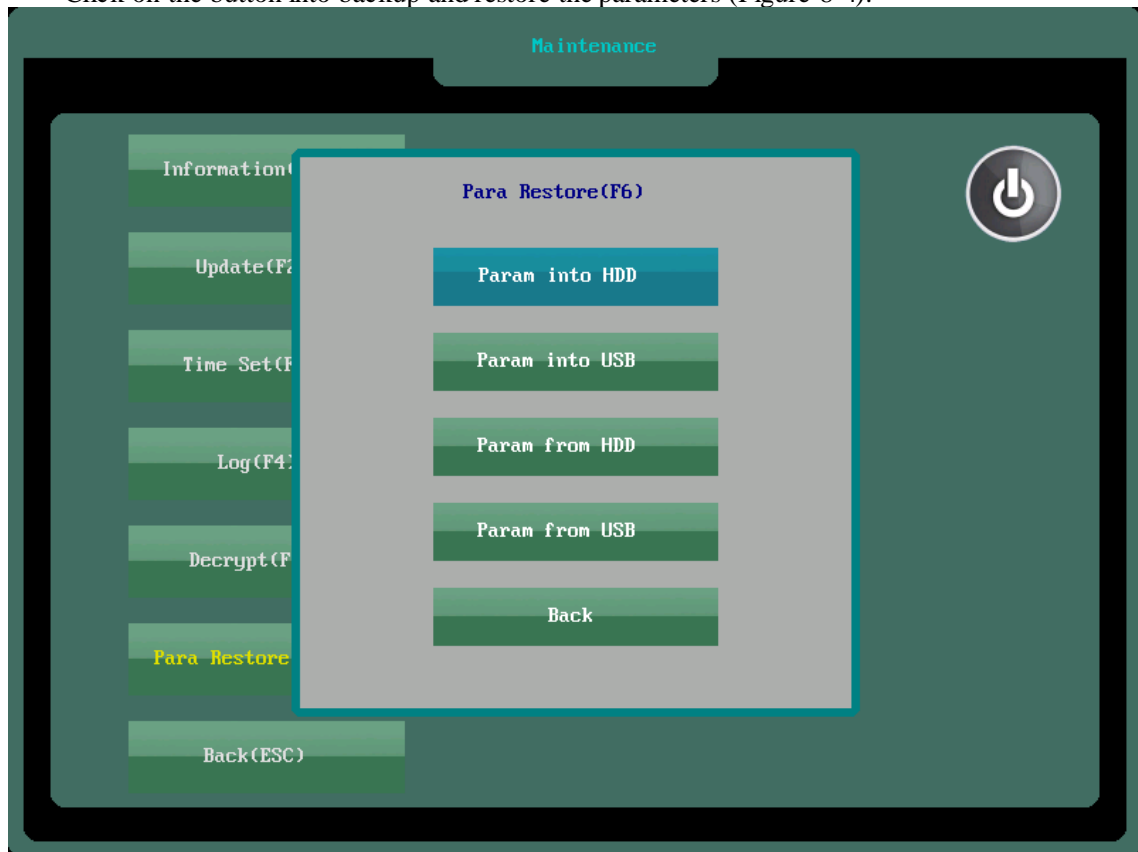 Click on the button into backup and restore the parameters (Figure 6-4).
Maintenance
Information(
Para Restore(F6)
Update(F2
Param into HDD
Time Set(F
Param into USB
Log(F4)
Param from HDD
Decrypt(F
Param from USB
Para Restore
Back
Back(ESC)